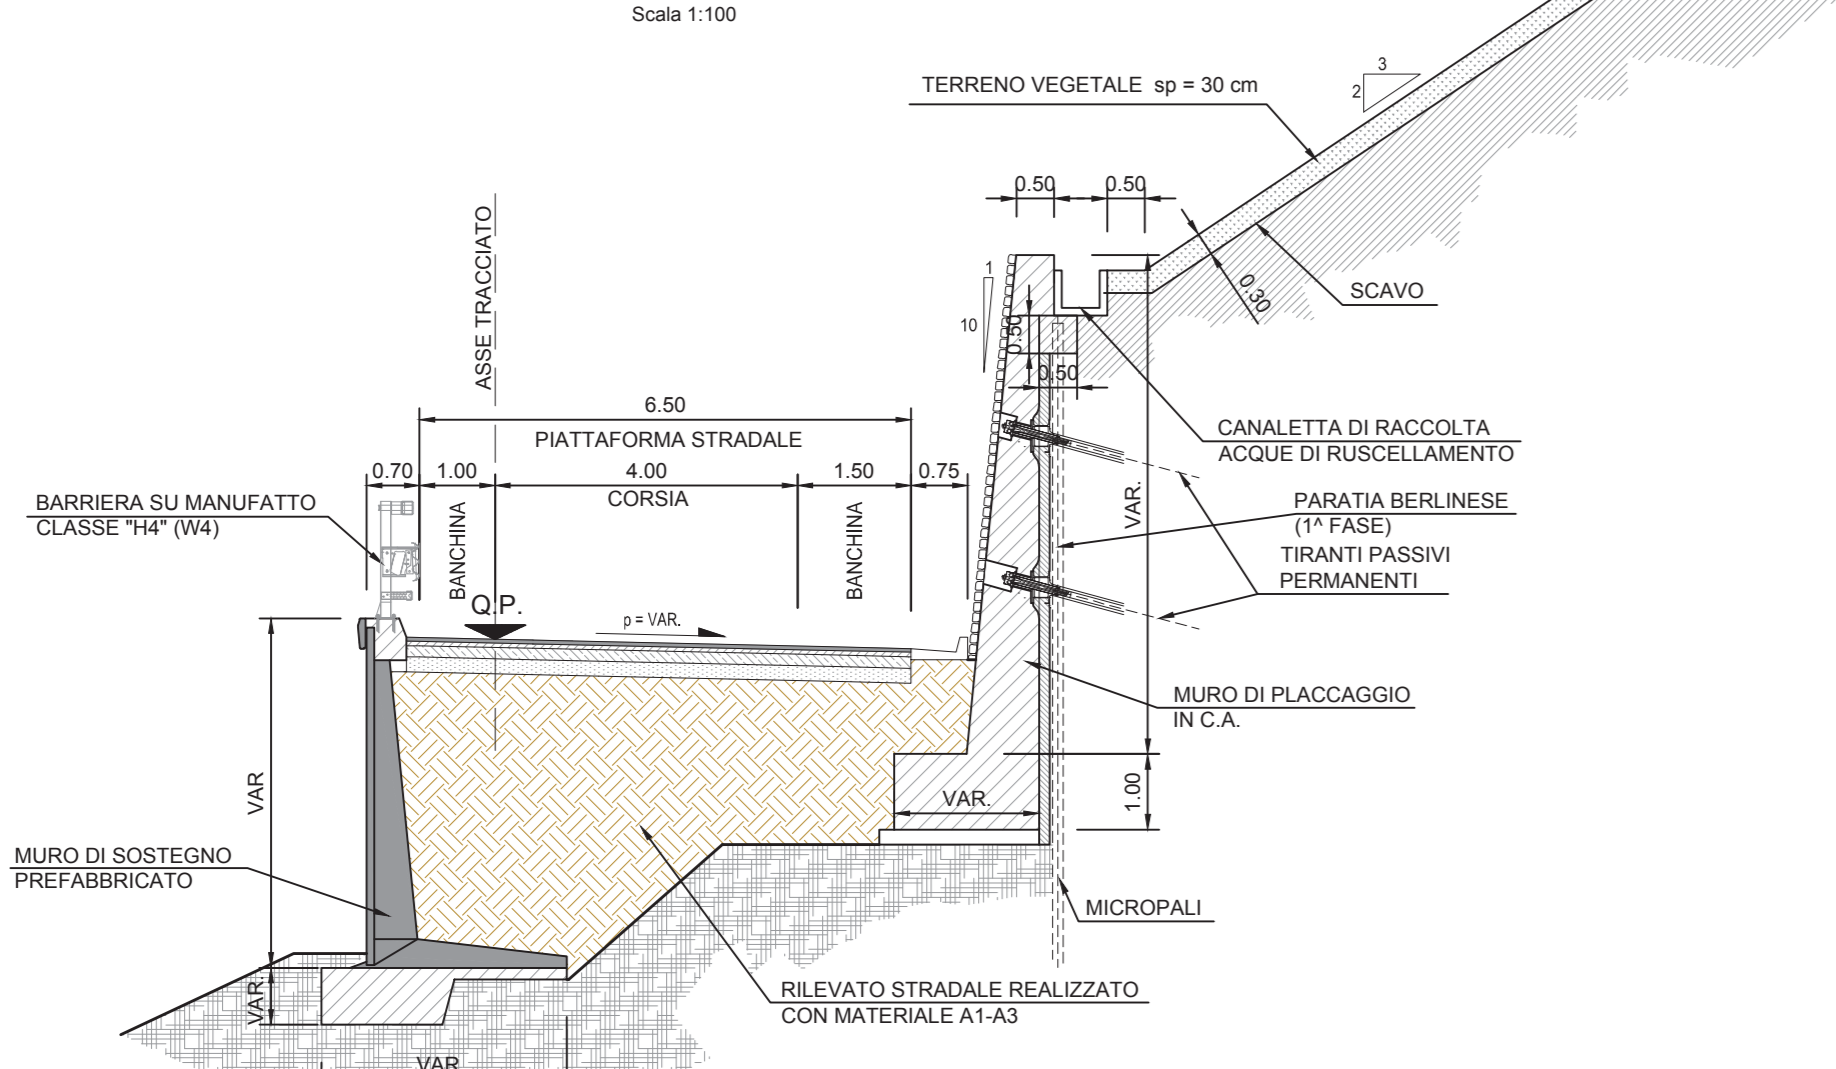 Scala 1:100
3
2
TERRENO VEGETALE sp = 30 cm
0.50
0.50
ASSE TRACCIATO
1
10
0.50
0.50
0.30
SCAVO
6.50
PIATTAFORMA STRADALE
0.70
1.00
4.00
1.50
0.75
CORSIA
BANCHINA
BANCHINA
BARRIERA SU MANUFATTO
CLASSE "H4" (W4)
CANALETTA DI RACCOLTA
ACQUE DI RUSCELLAMENTO
VAR.
PARATIA BERLINESE
(1^ FASE)
TIRANTI PASSIVI
PERMANENTI
Q.P.
p = VAR.
MURO DI PLACCAGGIO
IN C.A.
VAR
VAR.
1.00
MURO DI SOSTEGNO
PREFABBRICATO
MICROPALI
VAR.
RILEVATO STRADALE REALIZZATO
CON MATERIALE A1-A3
VAR